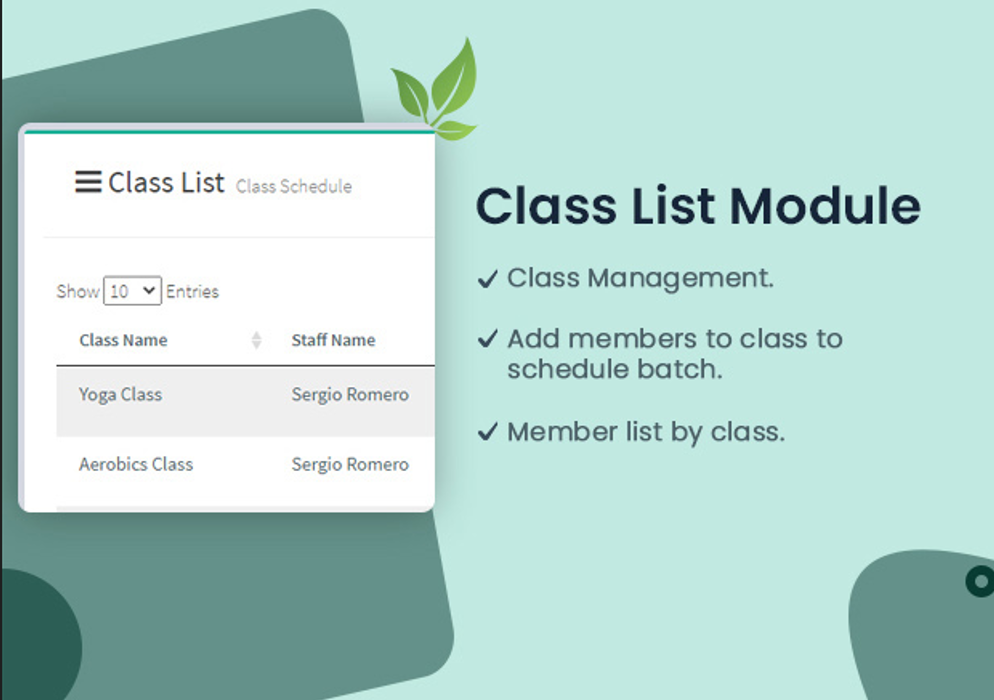 Class List Class Schedule
Show 10 Entries
Class Name Staff Name
Yoga Class Sergio Romero
Aerobics Class Sergio Romero
Class List Module
Class Management.
Add members to class to
schedule batch.
Member list by class.